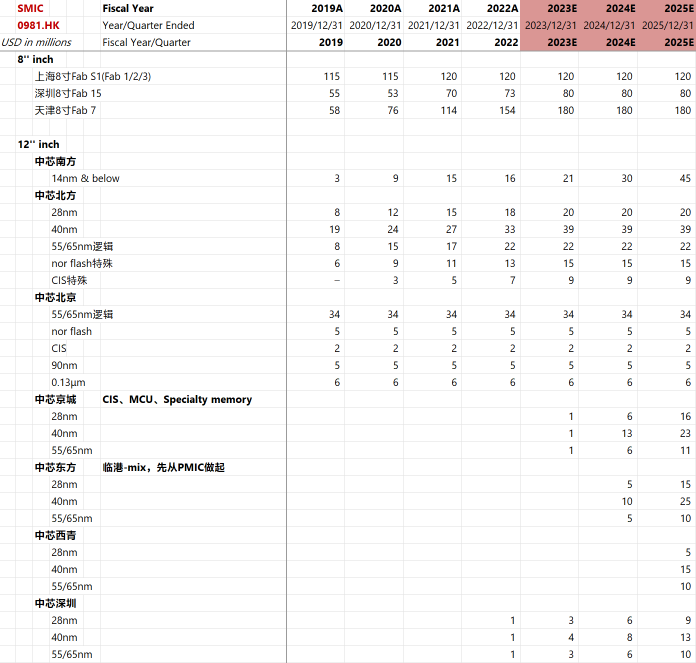 SMIC Fiscal Year 2019A 2020A 2021A 2022A 2023E 2024E 2025E
0981.HK Year/Quarter Ended 2019/12/31 2020/12/31 2021/12/31 2022/12/31 2023/12/31 2024/12/31 2025/12/31
USD in millions Fiscal Year/Quarter 2019 2020 2021 2022 2023E 2024E 2025E
8'' inch
上海8寸Fab S1(Fab 1/2/3) 115 115 120 120 120 120 120
深圳8寸Fab 15 55 53 70 73 80 80 80
天津8寸Fab 7 58 76 114 154 180 180 180
12'' inch
中芯南方
14nm & below 3 9 15 16 21 30 45
中芯北方
28nm 8 12 15 18 20 20 20
40nm 19 24 27 33 39 39 39
55/65nm逻辑 8 15 17 22 22 22 22
nor flash特殊 6 9 11 13 15 15 15
CIS特殊 – 3 5 7 9 9 9
中芯北京
55/65nm逻辑 34 34 34 34 34 34 34
nor flash 5 5 5 5 5 5 5
CIS 2 2 2 2 2 2 2
90nm 5 5 5 5 5 5 5
0.13μm 6 6 6 6 6 6 6
中芯京城 CIS、MCU、Specialty memory
28nm 1 6 16
40nm 1 13 23
55/65nm 1 6 11
中芯东方 临港-mix，先从PMIC做起
28nm 5 15
40nm 10 25
55/65nm 5 10
中芯西青
28nm 5
40nm 15
55/65nm 10
中芯深圳
28nm 1 3 6 9
40nm 1 4 8 13
55/65nm 1 3 6 10